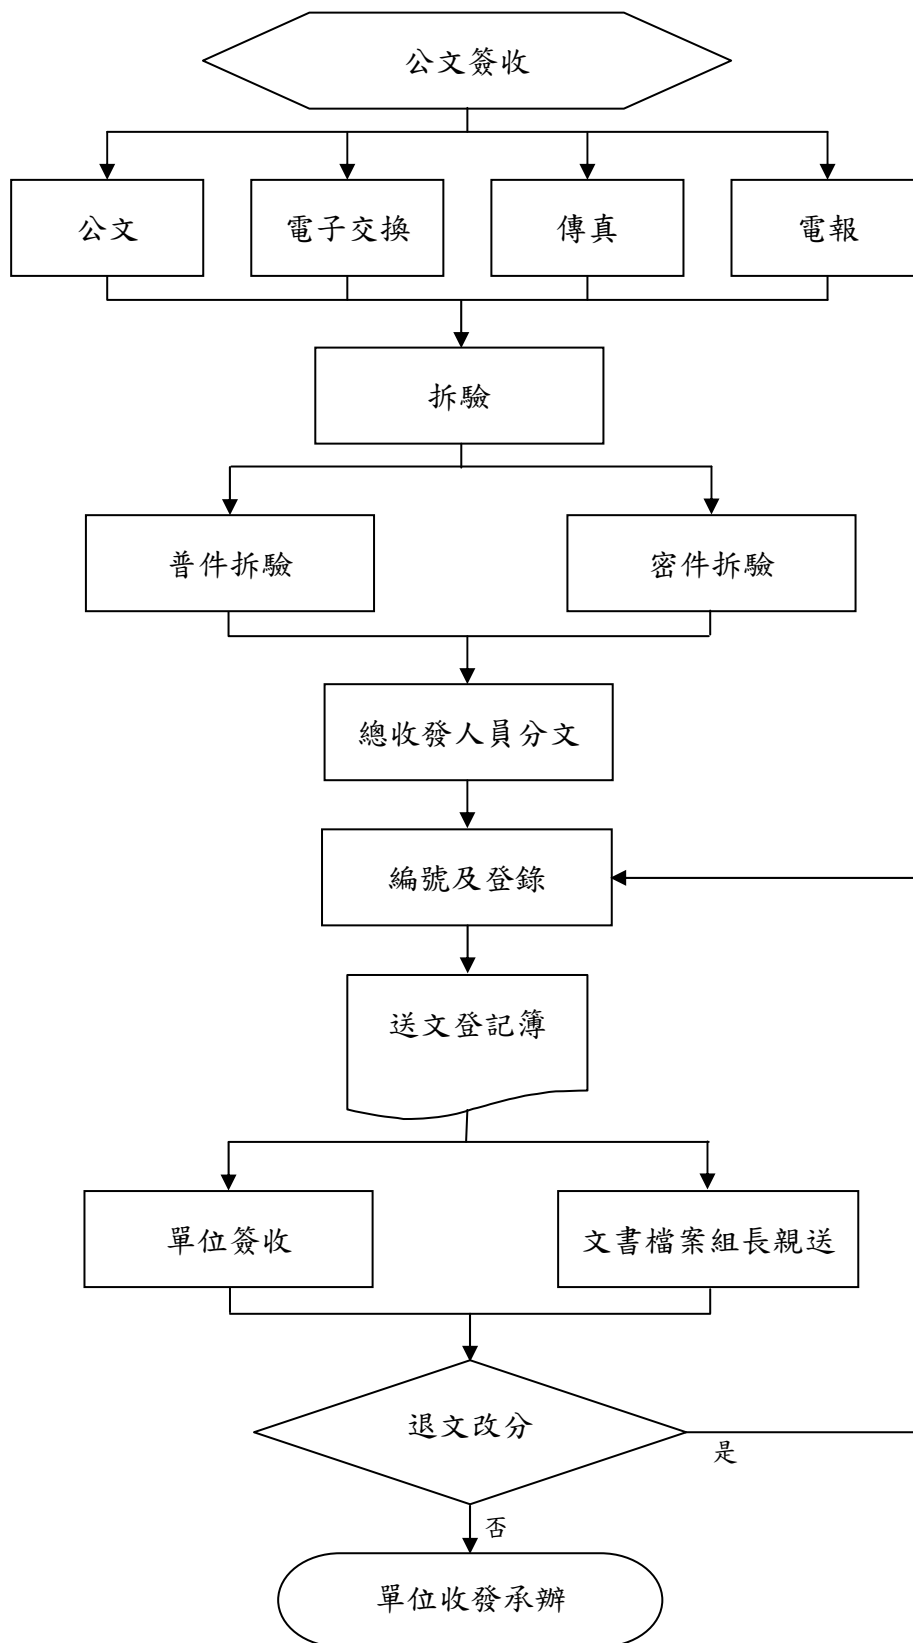 公文簽收
公文
電子交換
傳真
電報
拆驗
普件拆驗
密件拆驗
總收發人員分文
編號及登錄
送文登記簿
單位簽收
文書檔案組長親送
退文改分
是
否
單位收發承辦